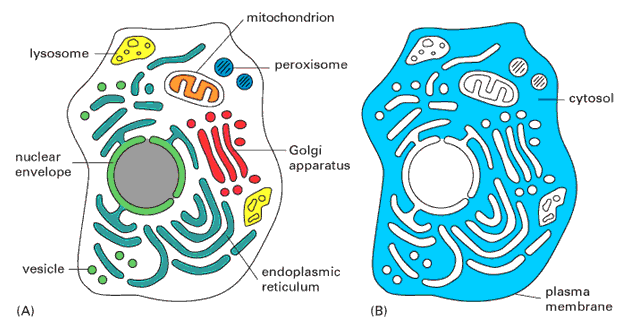 mitochondrion
lysosome
peroxisome
cytosol
nuclear
envelope
Golgi
apparatus
vesicle
endoplasmic
reticulum
plasma
membrane
(A)
(B)